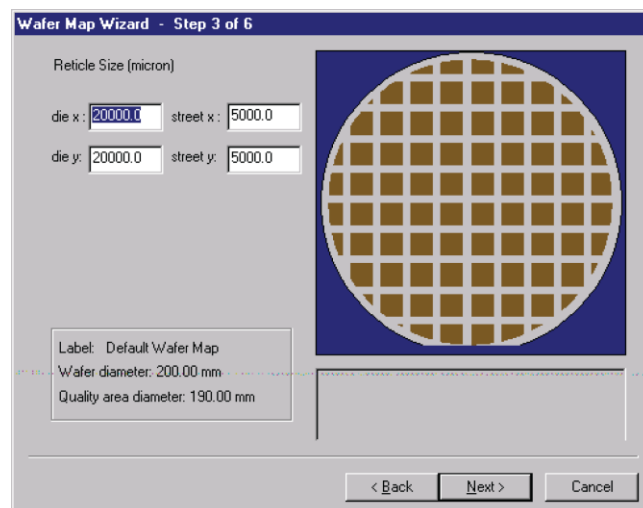 Wafer Map Wizard - Step 3 of 6
Reticle Size (micron)
die x : 20000.0 street x : 5000.0
die y: 20000.0 street y: 5000.0
Label: Default Wafer Map
Wafer diameter: 200.00 mm
Quality area diameter: 190.00 mm
< Back Next > Cancel